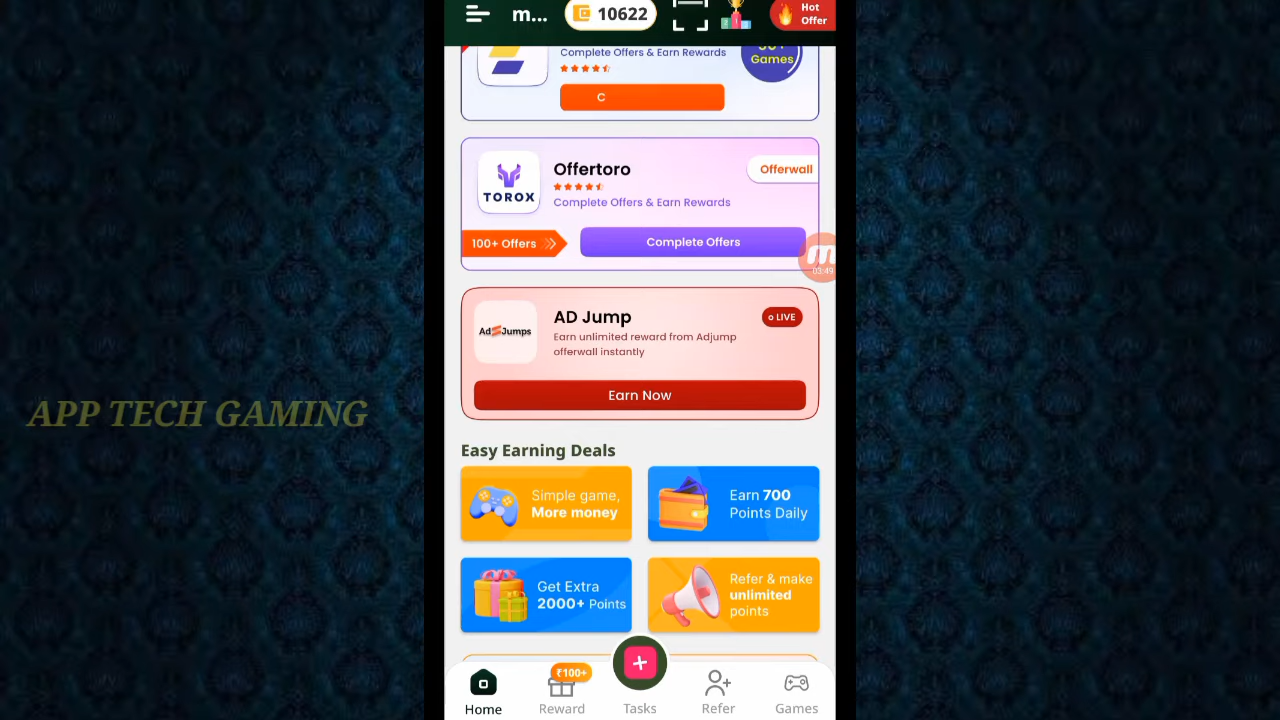 m...
10622
Hot
Offer
Complete Offers & Earn Rewards
Games
C
TOROX
Offertoro
Offerwall
Complete Offers & Earn Rewards
100+ Offers
Complete Offers
03:49
AdJumps
AD Jump
LIVE
Earn unlimited reward from Adjump
offerwall instantly
Earn Now
APP TECH GAMING
Easy Earning Deals
Simple game,
More money
Earn 700
Points Daily
Get Extra
2000+ Points
Refer & make
unlimited
points
₹100+
Home
Reward
Tasks
Refer
Games